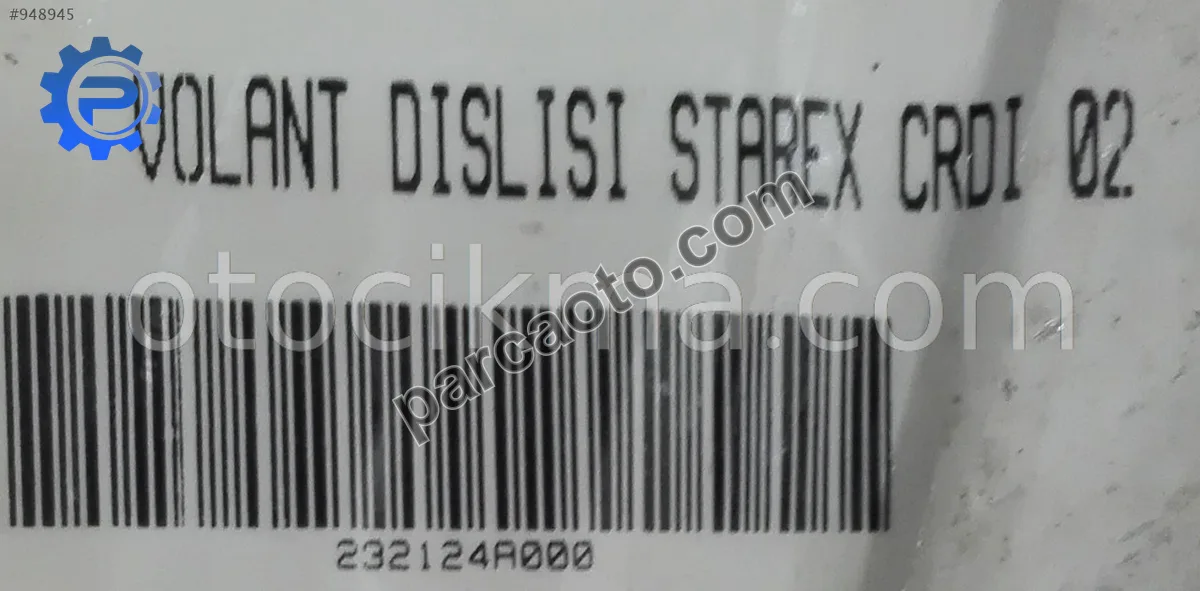 #948945
VOLANT DISLISI STAREX CRDI 02
otocikma.com
parcaoto.com
232124A000